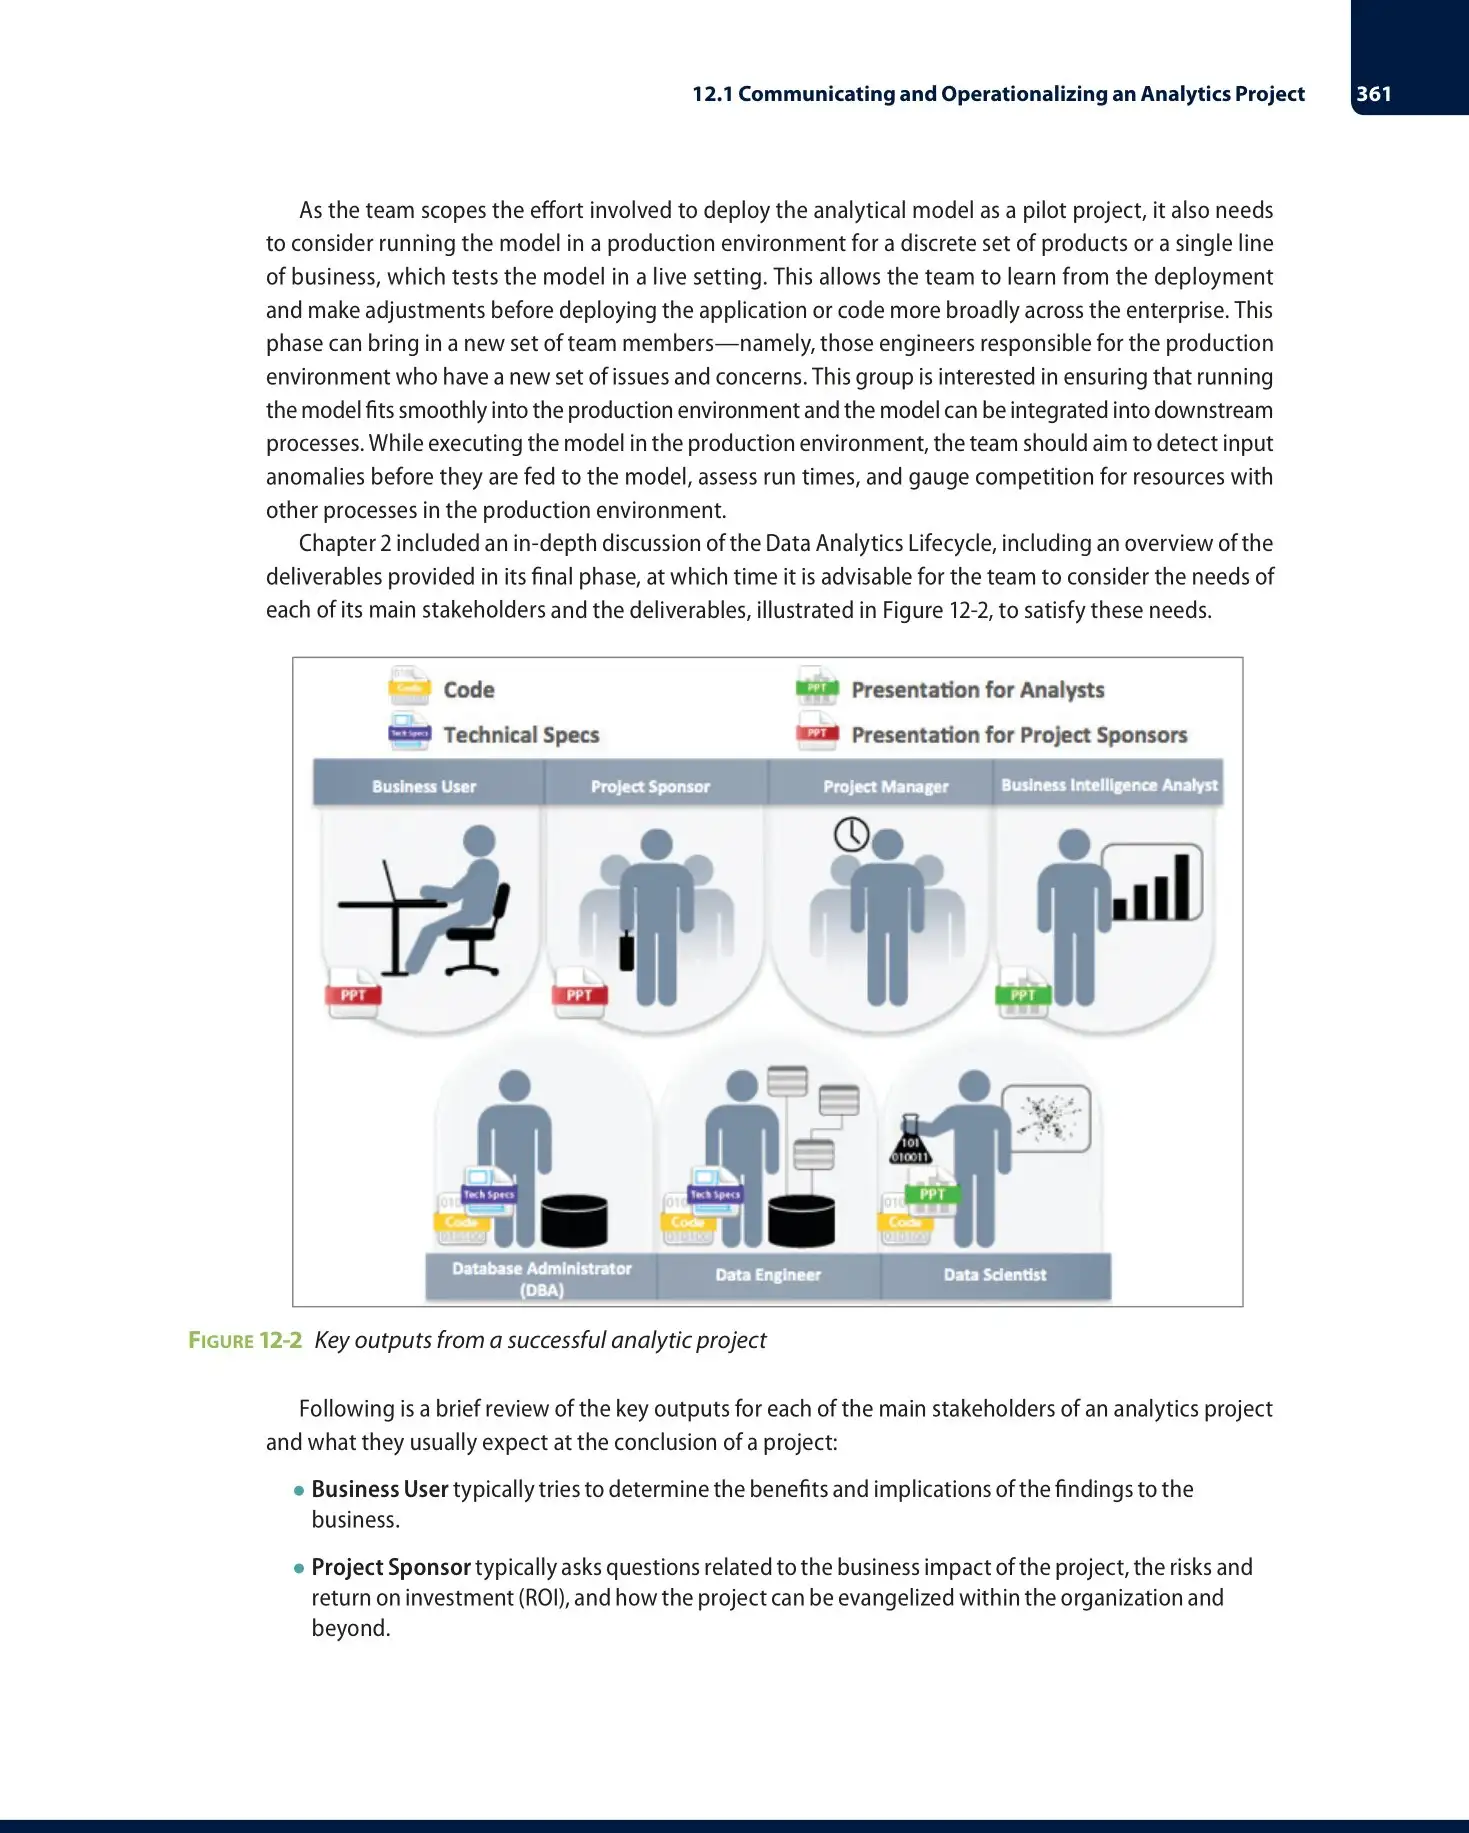 12.1 Communicating and Operationalizing an Analytics Project 361
As the team scopes the effort involved to deploy the analytical model as a pilot project, it also needs
to consider running the model in a production environment for a discrete set of products or a single line
of business, which tests the model in a live setting. This allows the team to learn from the deployment
and make adjustments before deploying the application or code more broadly across the enterprise. This
phase can bring in a new set of team members—namely, those engineers responsible for the production
environment who have a new set of issues and concerns. This group is interested in ensuring that running
the model fits smoothly into the production environment and the model can be integrated into downstream
processes. While executing the model in the production environment, the team should aim to detect input
anomalies before they are fed to the model, assess run times, and gauge competition for resources with
other processes in the production environment.
Chapter 2 included an in-depth discussion of the Data Analytics Lifecycle, including an overview of the
deliverables provided in its final phase, at which time it is advisable for the team to consider the needs of
each of its main stakeholders and the deliverables, illustrated in Figure 12-2, to satisfy these needs.
Code Code
PPT Presentation for Analysts
Tech Specs Technical Specs
PPT Presentation for Project Sponsors
Business User Project Sponsor Project Manager Business Intelligence Analyst
PPT PPT PPT
101
010011
Tech Specs Tech Specs PPT
010 010 010
Code Code Code
010100 010100 010100
Database Administrator
(DBA)
Data Engineer
Data Scientist
FIGURE 12-2 Key outputs from a successful analytic project
Following is a brief review of the key outputs for each of the main stakeholders of an analytics project
and what they usually expect at the conclusion of a project:
● Business User typically tries to determine the benefits and implications of the findings to the
business.
● Project Sponsor typically asks questions related to the business impact of the project, the risks and
return on investment (ROI), and how the project can be evangelized within the organization and
beyond.